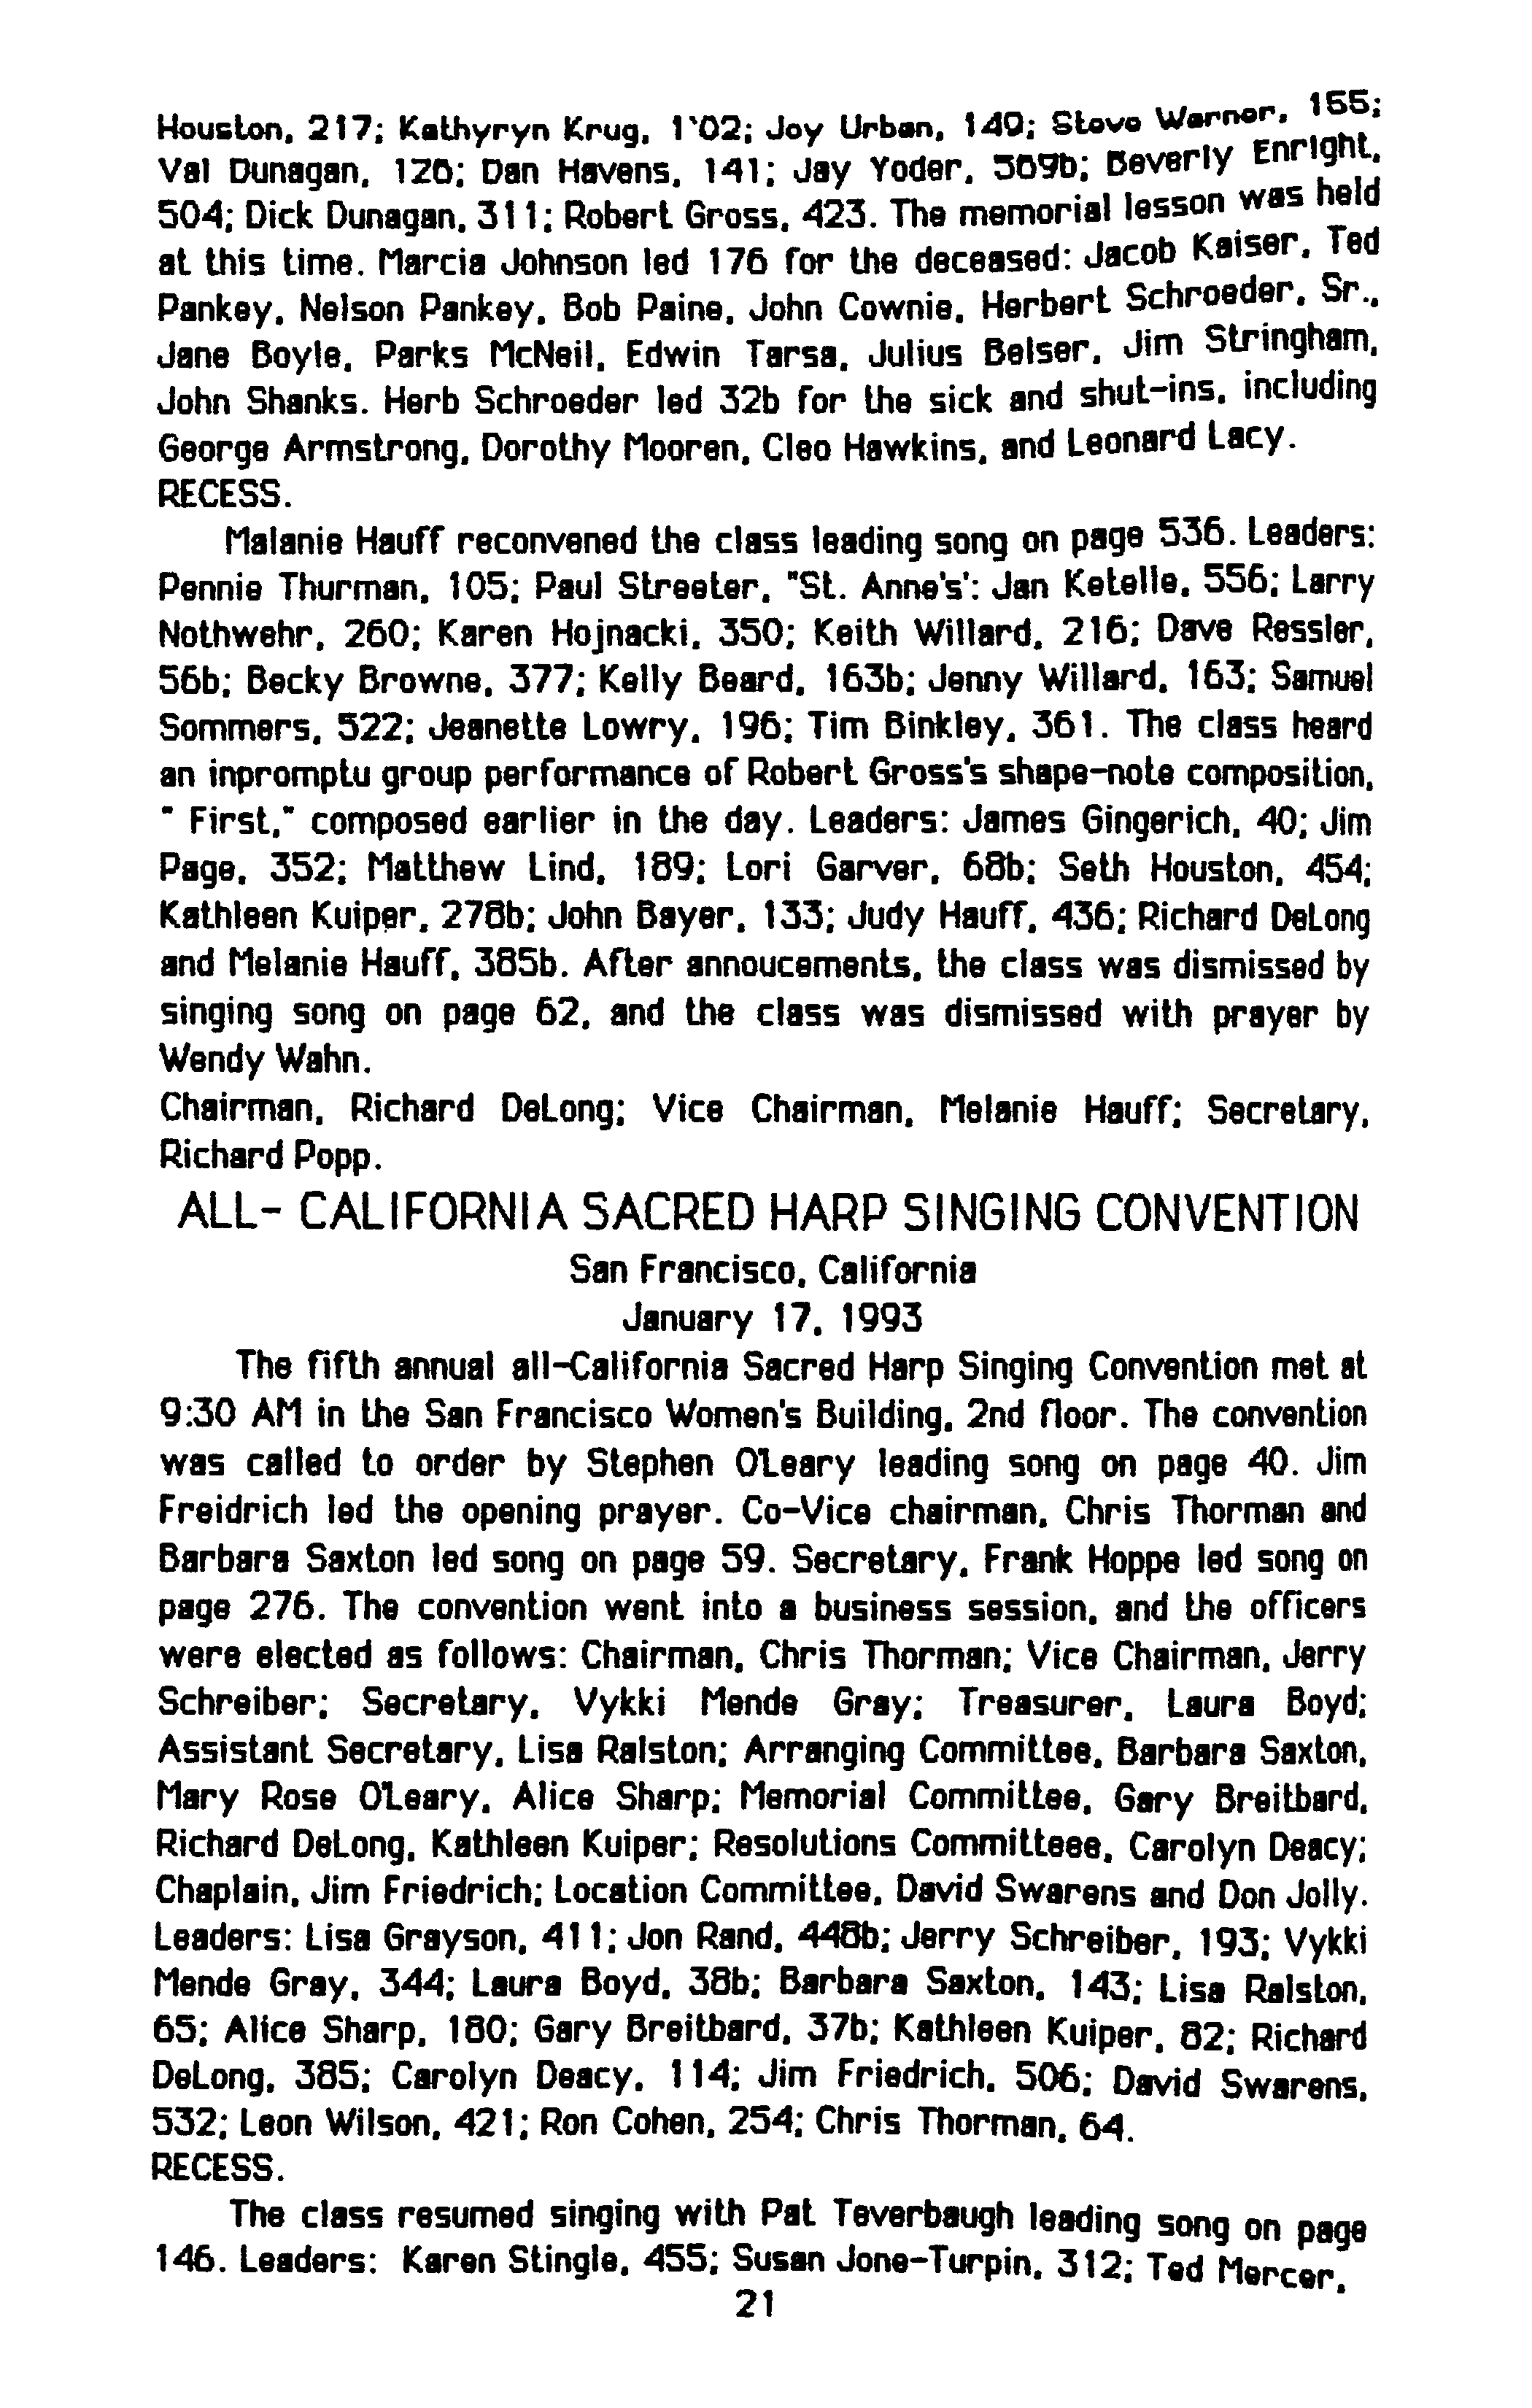 Houston, 217; Kathyryn Krug, 1'02; Joy Urban, 149; Steve Warner, 155;
Val Dunagan, 126; Dan Havens, 141; Jay Yoder, 569b; Beverly Enright,
504; Dick Dunagan, 311; Robert Gross, 423. The memorial lesson was held
at this time. Marcia Johnson led 176 for the deceased: Jacob Kaiser, Ted
Pankey, Nelson Pankey, Bob Paine, John Cownie, Herbert Schroeder, Sr.,
Jane Boyle, Parks McNeil, Edwin Tarsa, Julius Belser, Jim Stringham,
John Shanks. Herb Schroeder led 32b for the sick and shut-ins, including
George Armstrong, Dorothy Mooren, Cleo Hawkins, and Leonard Lacy.
RECESS.
Malanie Hauff reconvened the class leading song on page 536. Leaders:
Pennie Thurman, 105; Paul Streeter, "St. Anne's': Jan Ketelle, 556; Larry
Nothwehr, 260; Karen Hojnacki, 350; Keith Willard, 216; Dave Ressler,
56b; Becky Browne, 377; Kelly Beard, 163b; Jenny Willard, 163; Samuel
Sommers, 522; Jeanette Lowry, 196; Tim Binkley, 361. The class heard
an inpromptu group performance of Robert Gross's shape-note composition,
" First," composed earlier in the day. Leaders: James Gingerich, 40; Jim
Page, 352; Matthew Lind, 189; Lori Garver, 68b; Seth Houston, 454;
Kathleen Kuiper, 278b; John Bayer, 133; Judy Hauff, 436; Richard DeLong
and Melanie Hauff, 385b. After annoucements, the class was dismissed by
singing song on page 62, and the class was dismissed with prayer by
Wendy Wahn.
Chairman, Richard DeLong; Vice Chairman, Melanie Hauff; Secretary,
Richard Popp.
ALL- CALIFORNIA SACRED HARP SINGING CONVENTION
San Francisco, California
January 17, 1993
The fifth annual all-California Sacred Harp Singing Convention met at
9:30 AM in the San Francisco Women's Building, 2nd floor. The convention
was called to order by Stephen O'Leary leading song on page 40. Jim
Freidrich led the opening prayer. Co-Vice chairman, Chris Thorman and
Barbara Saxton led song on page 59. Secretary, Frank Hoppe led song on
page 276. The convention went into a business session, and the officers
were elected as follows: Chairman, Chris Thorman; Vice Chairman, Jerry
Schreiber; Secretary, Vykki Mende Gray; Treasurer, Laura Boyd;
Assistant Secretary, Lisa Ralston; Arranging Committee, Barbara Saxton,
Mary Rose O'Leary, Alice Sharp; Memorial Committee, Gary Breitbard,
Richard DeLong, Kathleen Kuiper; Resolutions Committeee, Carolyn Deacy;
Chaplain, Jim Friedrich; Location Committee, David Swarens and Don Jolly.
Leaders: Lisa Grayson, 411; Jon Rand, 448b; Jerry Schreiber, 193; Vykki
Mende Gray, 344; Laura Boyd, 38b; Barbara Saxton, 143; Lisa Ralston,
65; Alice Sharp, 180; Gary Breitbard, 37b; Kathleen Kuiper, 82; Richard
DeLong, 385; Carolyn Deacy, 114; Jim Friedrich, 506; David Swarens,
532; Leon Wilson, 421; Ron Cohen, 254; Chris Thorman, 64.
RECESS.
The class resumed singing with Pat Teverbaugh leading song on page
146. Leaders: Karen Stingle, 455; Susan Jone-Turpin, 312; Ted Mercer,
21